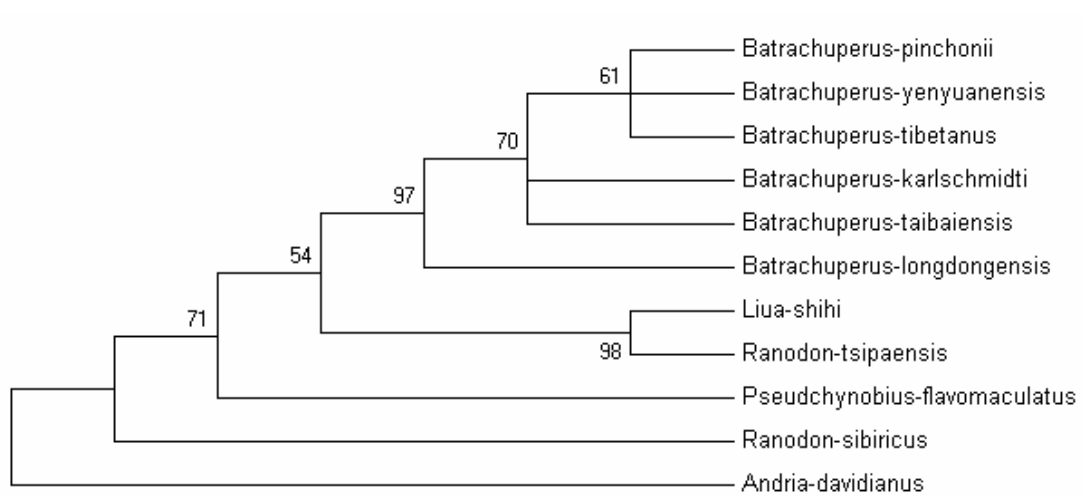 Batrachuperus-pinchonii
61
Batrachuperus-yenyuanensis
Batrachuperus-tibetanus
70
Batrachuperus-karlschmidti
97
Batrachuperus-taibaiensis
54
Batrachuperus-longdongensis
Liua-shihi
71
98
Ranodon-tsipaensis
Pseudchynobius-flavomaculatus
Ranodon-sibiricus
Andria-davidianus